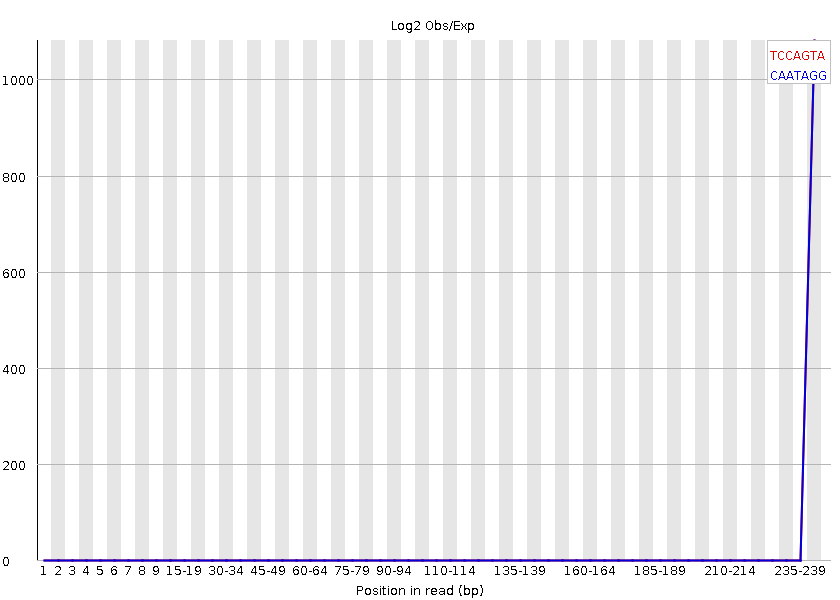 Log2 Obs/Exp
TCCAGTA
CAATAGG
1000
800
600
400
200
0
1 2 3 4 5 6 7 8 9 15-19 30-34 45-49 60-64 75-79 90-94 110-114 135-139 160-164 185-189 210-214 235-239
Position in read (bp)